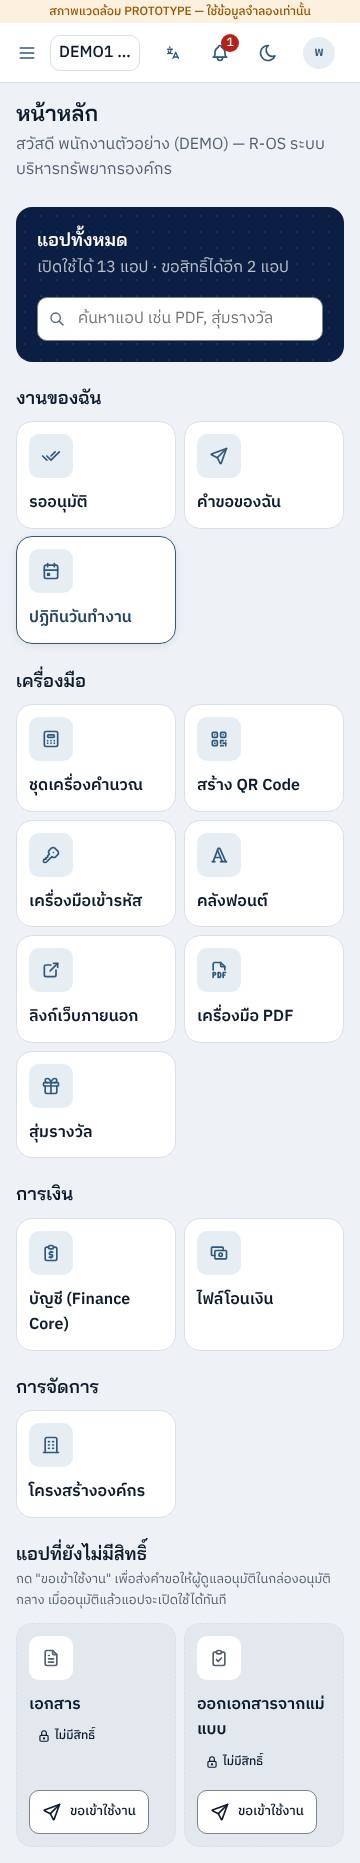 สภาพแวดล้อม PROTOTYPE — ใช้ข้อมูลจำลองเท่านั้น
DEMO1 ...
1
พ
หน้าหลัก
สวัสดี พนักงานตัวอย่าง (DEMO) — R-OS ระบบ
บริหารทรัพยากรองค์กร
แอปทั้งหมด
เปิดใช้ได้ 13 แอป · ขอสิทธิ์ได้อีก 2 แอป
ค้นหาแอป เช่น PDF, สุ่มรางวัล
งานของฉัน
รออนุมัติ
คำขอของฉัน
ปฏิทินวันทำงาน
เครื่องมือ
ชุดเครื่องคำนวณ
สร้าง QR Code
เครื่องมือเข้ารหัส
คลังฟอนต์
ลิงก์เว็บภายนอก
เครื่องมือ PDF
สุ่มรางวัล
การเงิน
บัญชี (Finance
Core)
ไฟล์โอนเงิน
การจัดการ
โครงสร้างองค์กร
แอปที่ยังไม่มีสิทธิ์
กด "ขอเข้าใช้งาน" เพื่อส่งคำขอให้ผู้ดูแลอนุมัติในกล่องอนุมัติ
กลาง เมื่ออนุมัติแล้วแอปจะเปิดใช้ได้ทันที
เอกสาร
ไม่มีสิทธิ์
ขอเข้าใช้งาน
ออกเอกสารจากแม่
แบบ
ไม่มีสิทธิ์
ขอเข้าใช้งาน